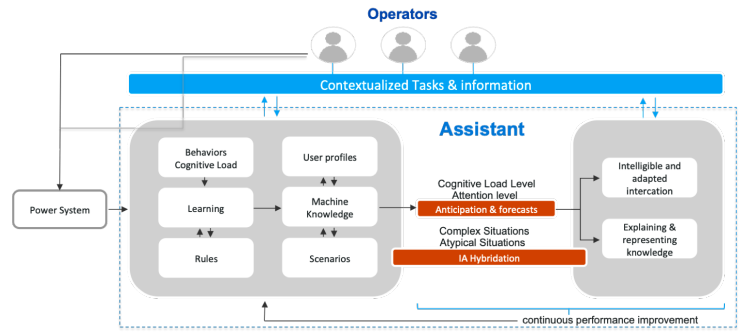 Operators
Contextualized Tasks & information
Assistant
Behaviors
Cognitive Load
User profiles
Learning
Machine
Knowledge
Rules
Scenarios
Power System
Cognitive Load Level
Attention level
Anticipation & forecasts
Complex Situations
Atypical Situations
IA Hybridation
Intelligible and
adapted
intercation
Explaining &
representing
knowledge
continuous performance improvement